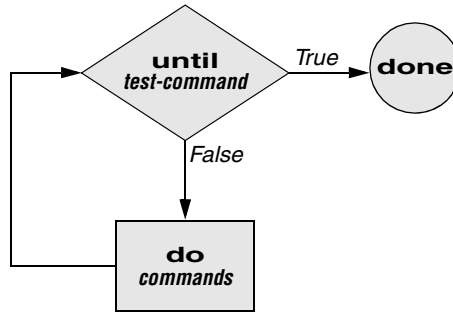 until
test-command
True
done
False
do
commands